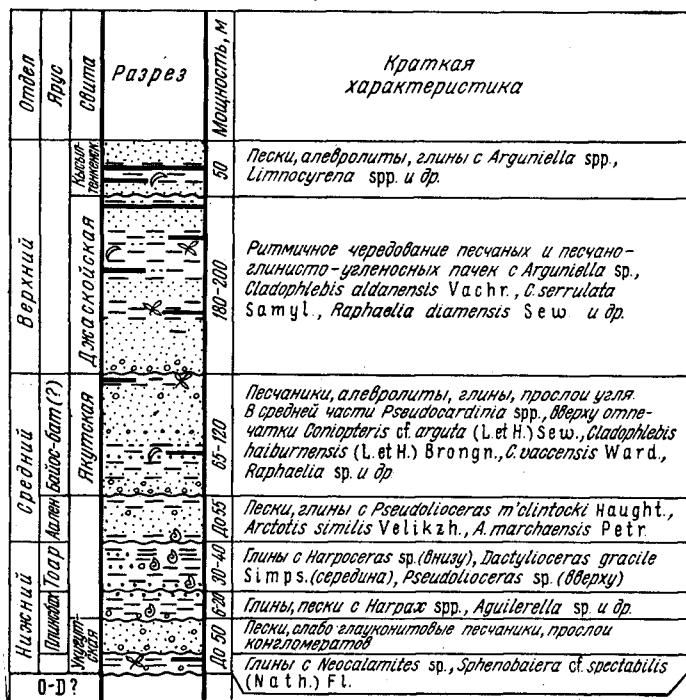 Отдел
Ярус
Свита
Разрез
Мощность, м
Краткая
характеристика
Верхний
Кысыл-
тенкенск.
50
Пески, алевролиты, глины с Arguniella spp.,
Limnocyrena spp. и др.
Джаскойская
180-200
Ритмичное чередование песчаных и песчано-
глинисто-угленосных пачек с Arguniella sp.,
Cladophlebis aldanensis Vachr., C. serrulata
Samyl., Raphaelia diamensis Sew. и др.
Средний
Байос-бат(?)
Якутская
65-120
Песчаники, алевролиты, глины, прослои угля.
В средней части Pseudocardinia spp., вверху отпе-
чатки Coniopteris cf. arguta (L. et H.) Sew., Cladophlebis
haiburnensis (L. et H.) Brongn., C. vaccensis Ward.,
Raphaelia sp. и др
Аален
До 55
Пески, глины с Pseudolioceras m'clintocki Haught.,
Arctotis similis Velikzh., A. marchaensis Petr.
Нижний
Тоар
30-40
Глины с Harpoceras sp. (внизу), Dactylioceras gracile
Simps. (середина), Pseudolioceras sp. (вверху)
Плинсбах
6-20
Глины, пески с Harpax spp., Aguilerella sp. и др.
Укугут-
ская
До 50
Пески, слабо глауконитовые песчаники, прослои
конгломератов
Глины с Neocalamites sp., Sphenobaiera cf. spectabilis
(Nath.) Fl.
O-D?